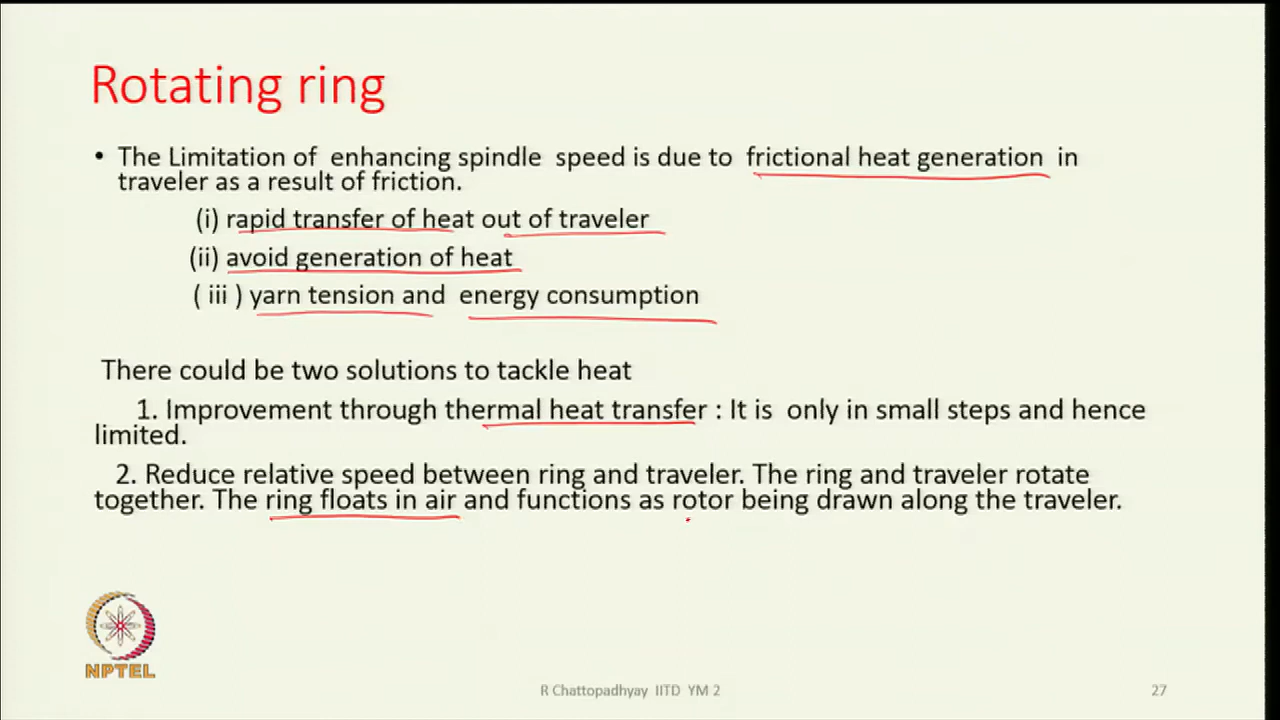 Rotating ring
• The Limitation of enhancing spindle speed is due to frictional heat generation in
traveler as a result of friction.
(i) rapid transfer of heat out of traveler
(ii) avoid generation of heat
( iii ) yarn tension and energy consumption
There could be two solutions to tackle heat
1. Improvement through thermal heat transfer : It is only in small steps and hence
limited.
2. Reduce relative speed between ring and traveler. The ring and traveler rotate
together. The ring floats in air and functions as rotor being drawn along the traveler.
NPTEL
R Chattopadhyay IITD YM 2
27